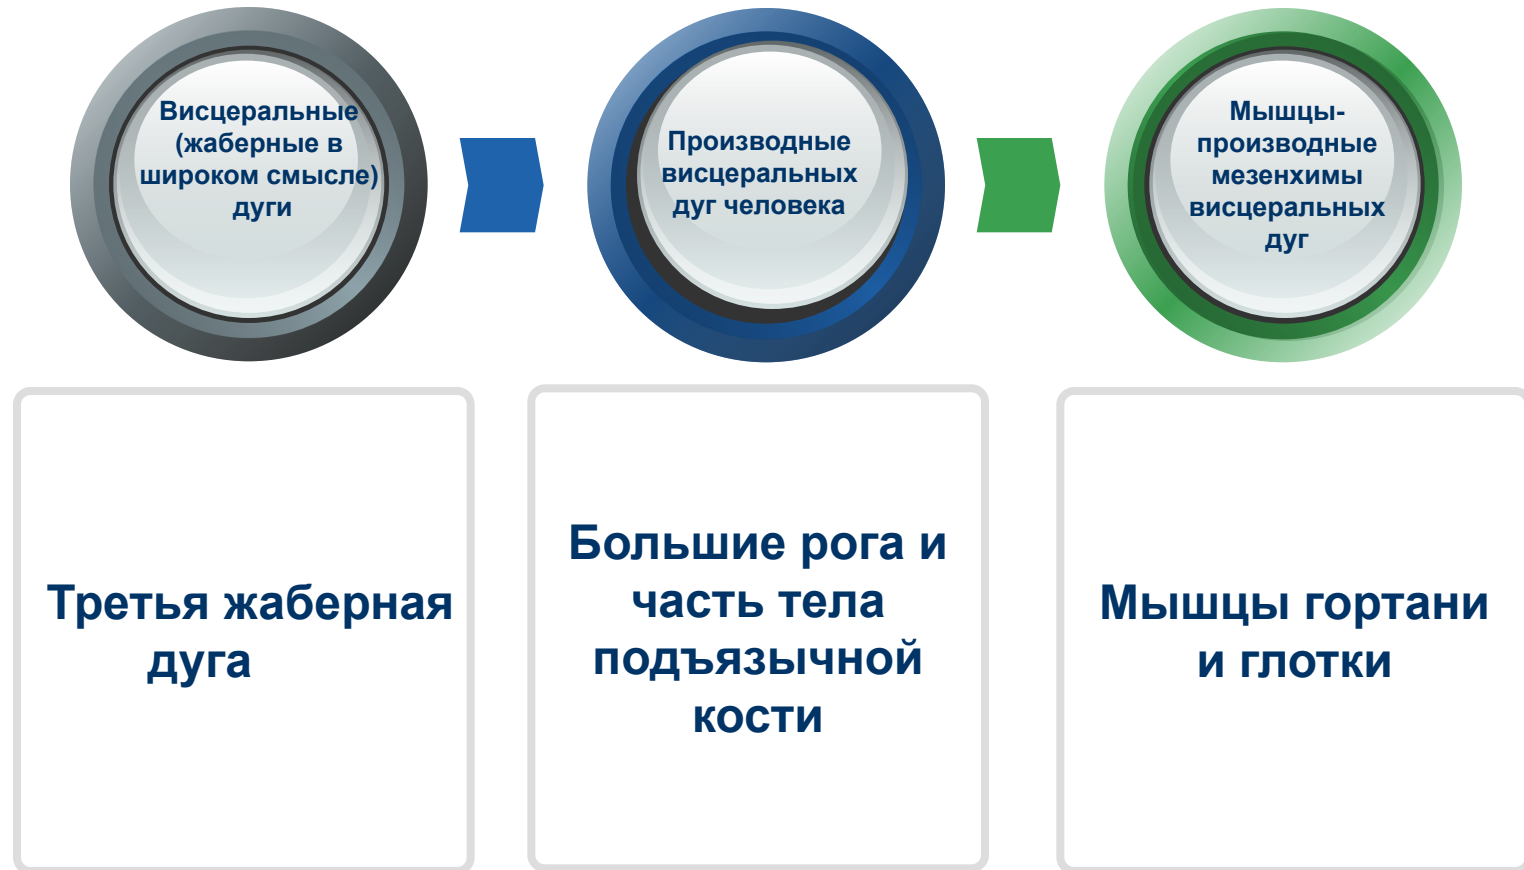 Висцеральные
(жаберные в
широком смысле)
дуги
Производные
висцеральных
дуг человека
Мышцы-
производные
мезенхимы
висцеральных
дуг
Третья жаберная
дуга
Большие рога и
часть тела
подъязычной
кости
Мышцы гортани
и глотки